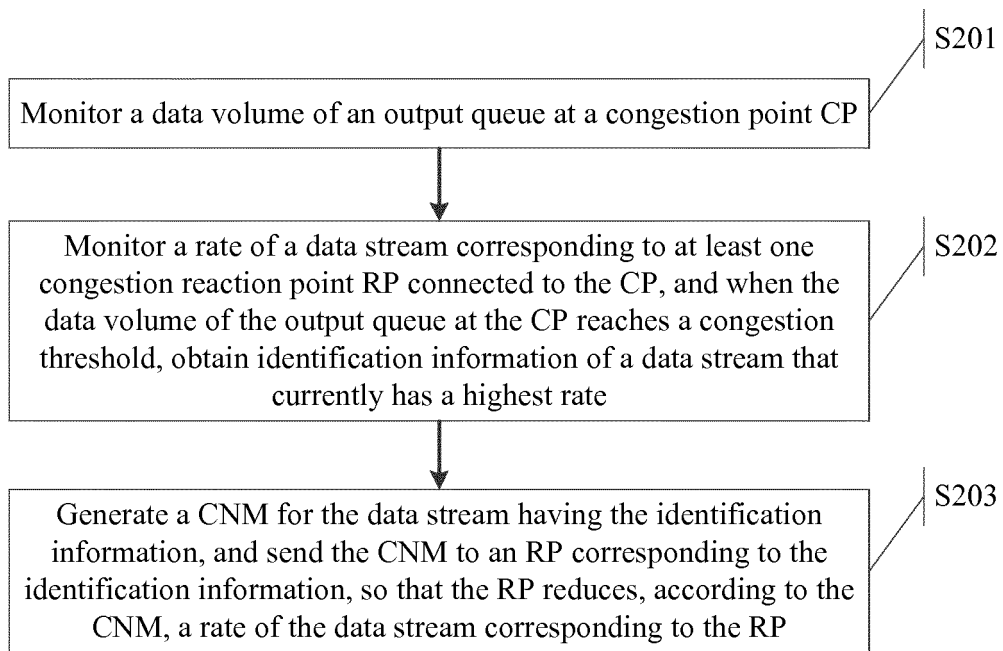 S201
Monitor a data volume of an output queue at a congestion point CP
S202
Monitor a rate of a data stream corresponding to at least one
congestion reaction point RP connected to the CP, and when the
data volume of the output queue at the CP reaches a congestion
threshold, obtain identification information of a data stream that
currently has a highest rate
S203
Generate a CNM for the data stream having the identification
information, and send the CNM to an RP corresponding to the
identification information, so that the RP reduces, according to the
CNM, a rate of the data stream corresponding to the RP